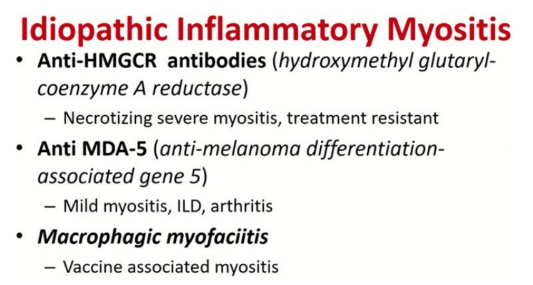 Idiopathic Inflammatory Myositis
• Anti-HMGCR antibodies (hydroxymethyl glutaryl-
coenzyme A reductase)
– Necrotizing severe myositis, treatment resistant
• Anti MDA-5 (anti-melanoma differentiation-
associated gene 5)
– Mild myositis, ILD, arthritis
• Macrophagic myofaciitis
– Vaccine associated myositis